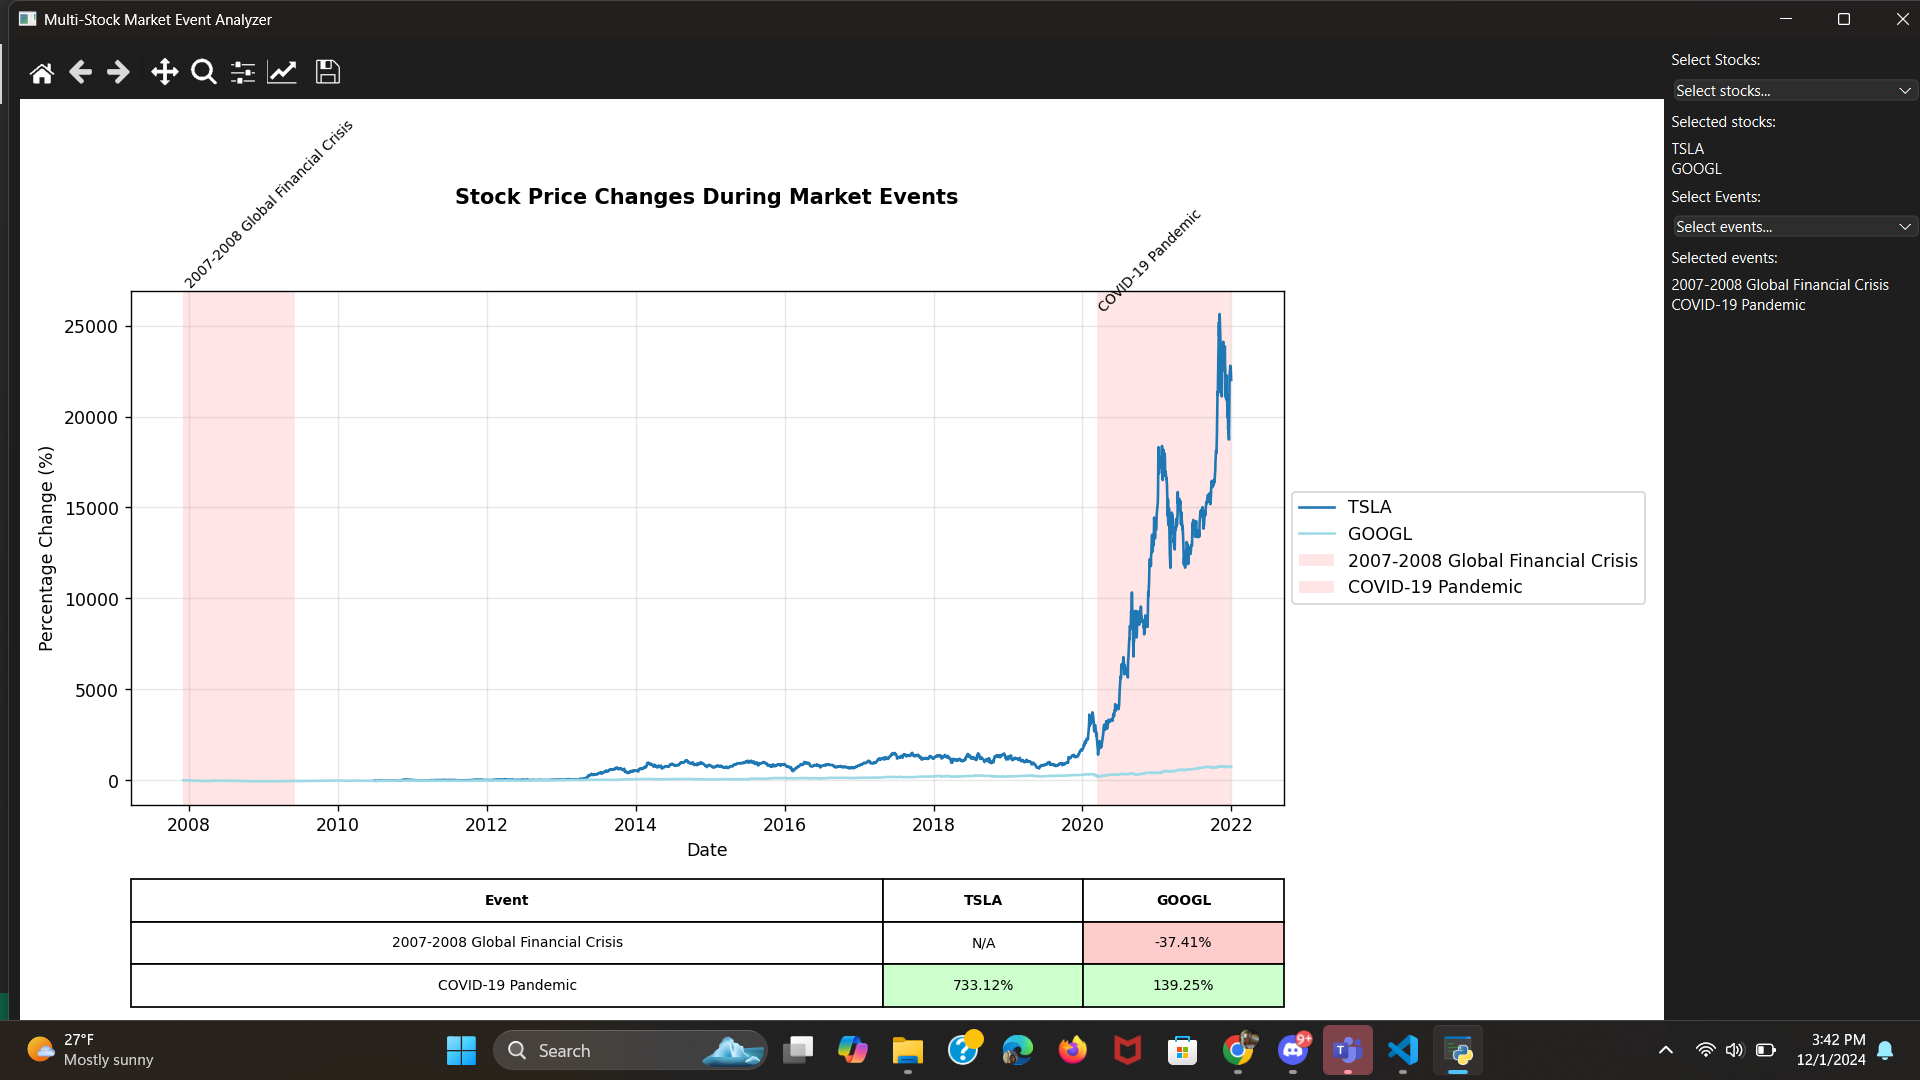 Multi-Stock Market Event Analyzer
Select Stocks:
Select stocks...
Selected stocks:
TSLA
GOOGL
Select Events:
Select events...
Selected events:
2007-2008 Global Financial Crisis
COVID-19 Pandemic
Stock Price Changes During Market Events
2007-2008 Global Financial Crisis
COVID-19 Pandemic
Percentage Change (%)
25000
20000
15000
10000
5000
0
2008 2010 2012 2014 2016 2018 2020 2022
Date
TSLA
GOOGL
2007-2008 Global Financial Crisis
COVID-19 Pandemic
Event TSLA GOOGL
2007-2008 Global Financial Crisis N/A -37.41%
COVID-19 Pandemic 733.12% 139.25%
27°F
Mostly sunny
Search
9+
T
3:42 PM
12/1/2024